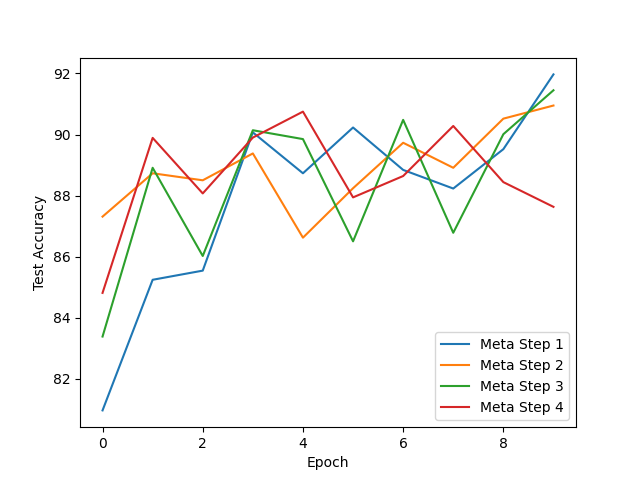 92
90
88
86
84
82
Test Accuracy
0 2 4 6 8
Epoch
Meta Step 1
Meta Step 2
Meta Step 3
Meta Step 4